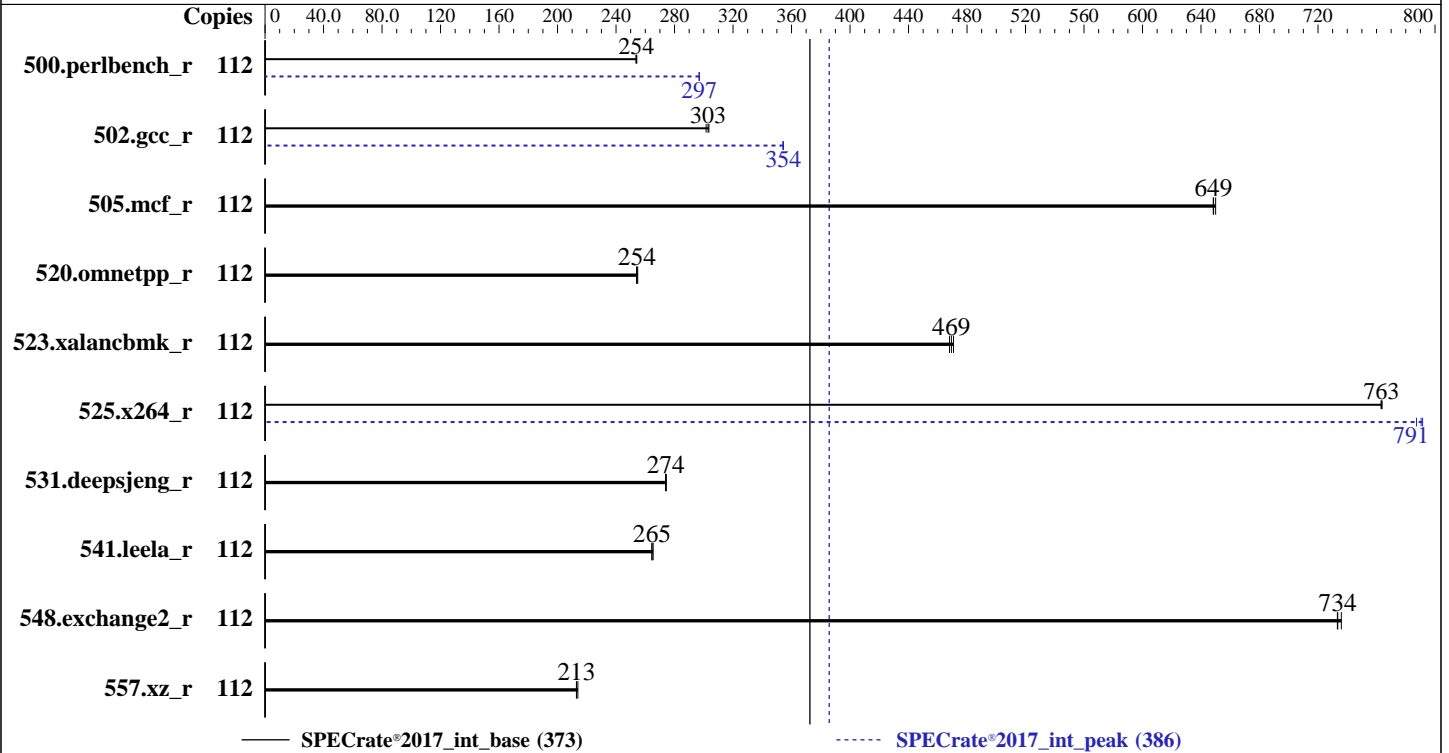 Copies 0 40.0 80.0 120 160 200 240 280 320 360 400 440 480 520 560 600 640 680 720 800
254
500.perlbench_r 112
297
303
502.gcc_r 112
354
649
505.mcf_r 112
254
520.omnetpp_r 112
469
523.xalancbmk_r 112
763
525.x264_r 112
791
274
531.deepsjeng_r 112
265
541.leela_r 112
734
548.exchange2_r 112
213
557.xz_r 112
SPECrate®2017_int_base (373) SPECrate®2017_int_peak (386)